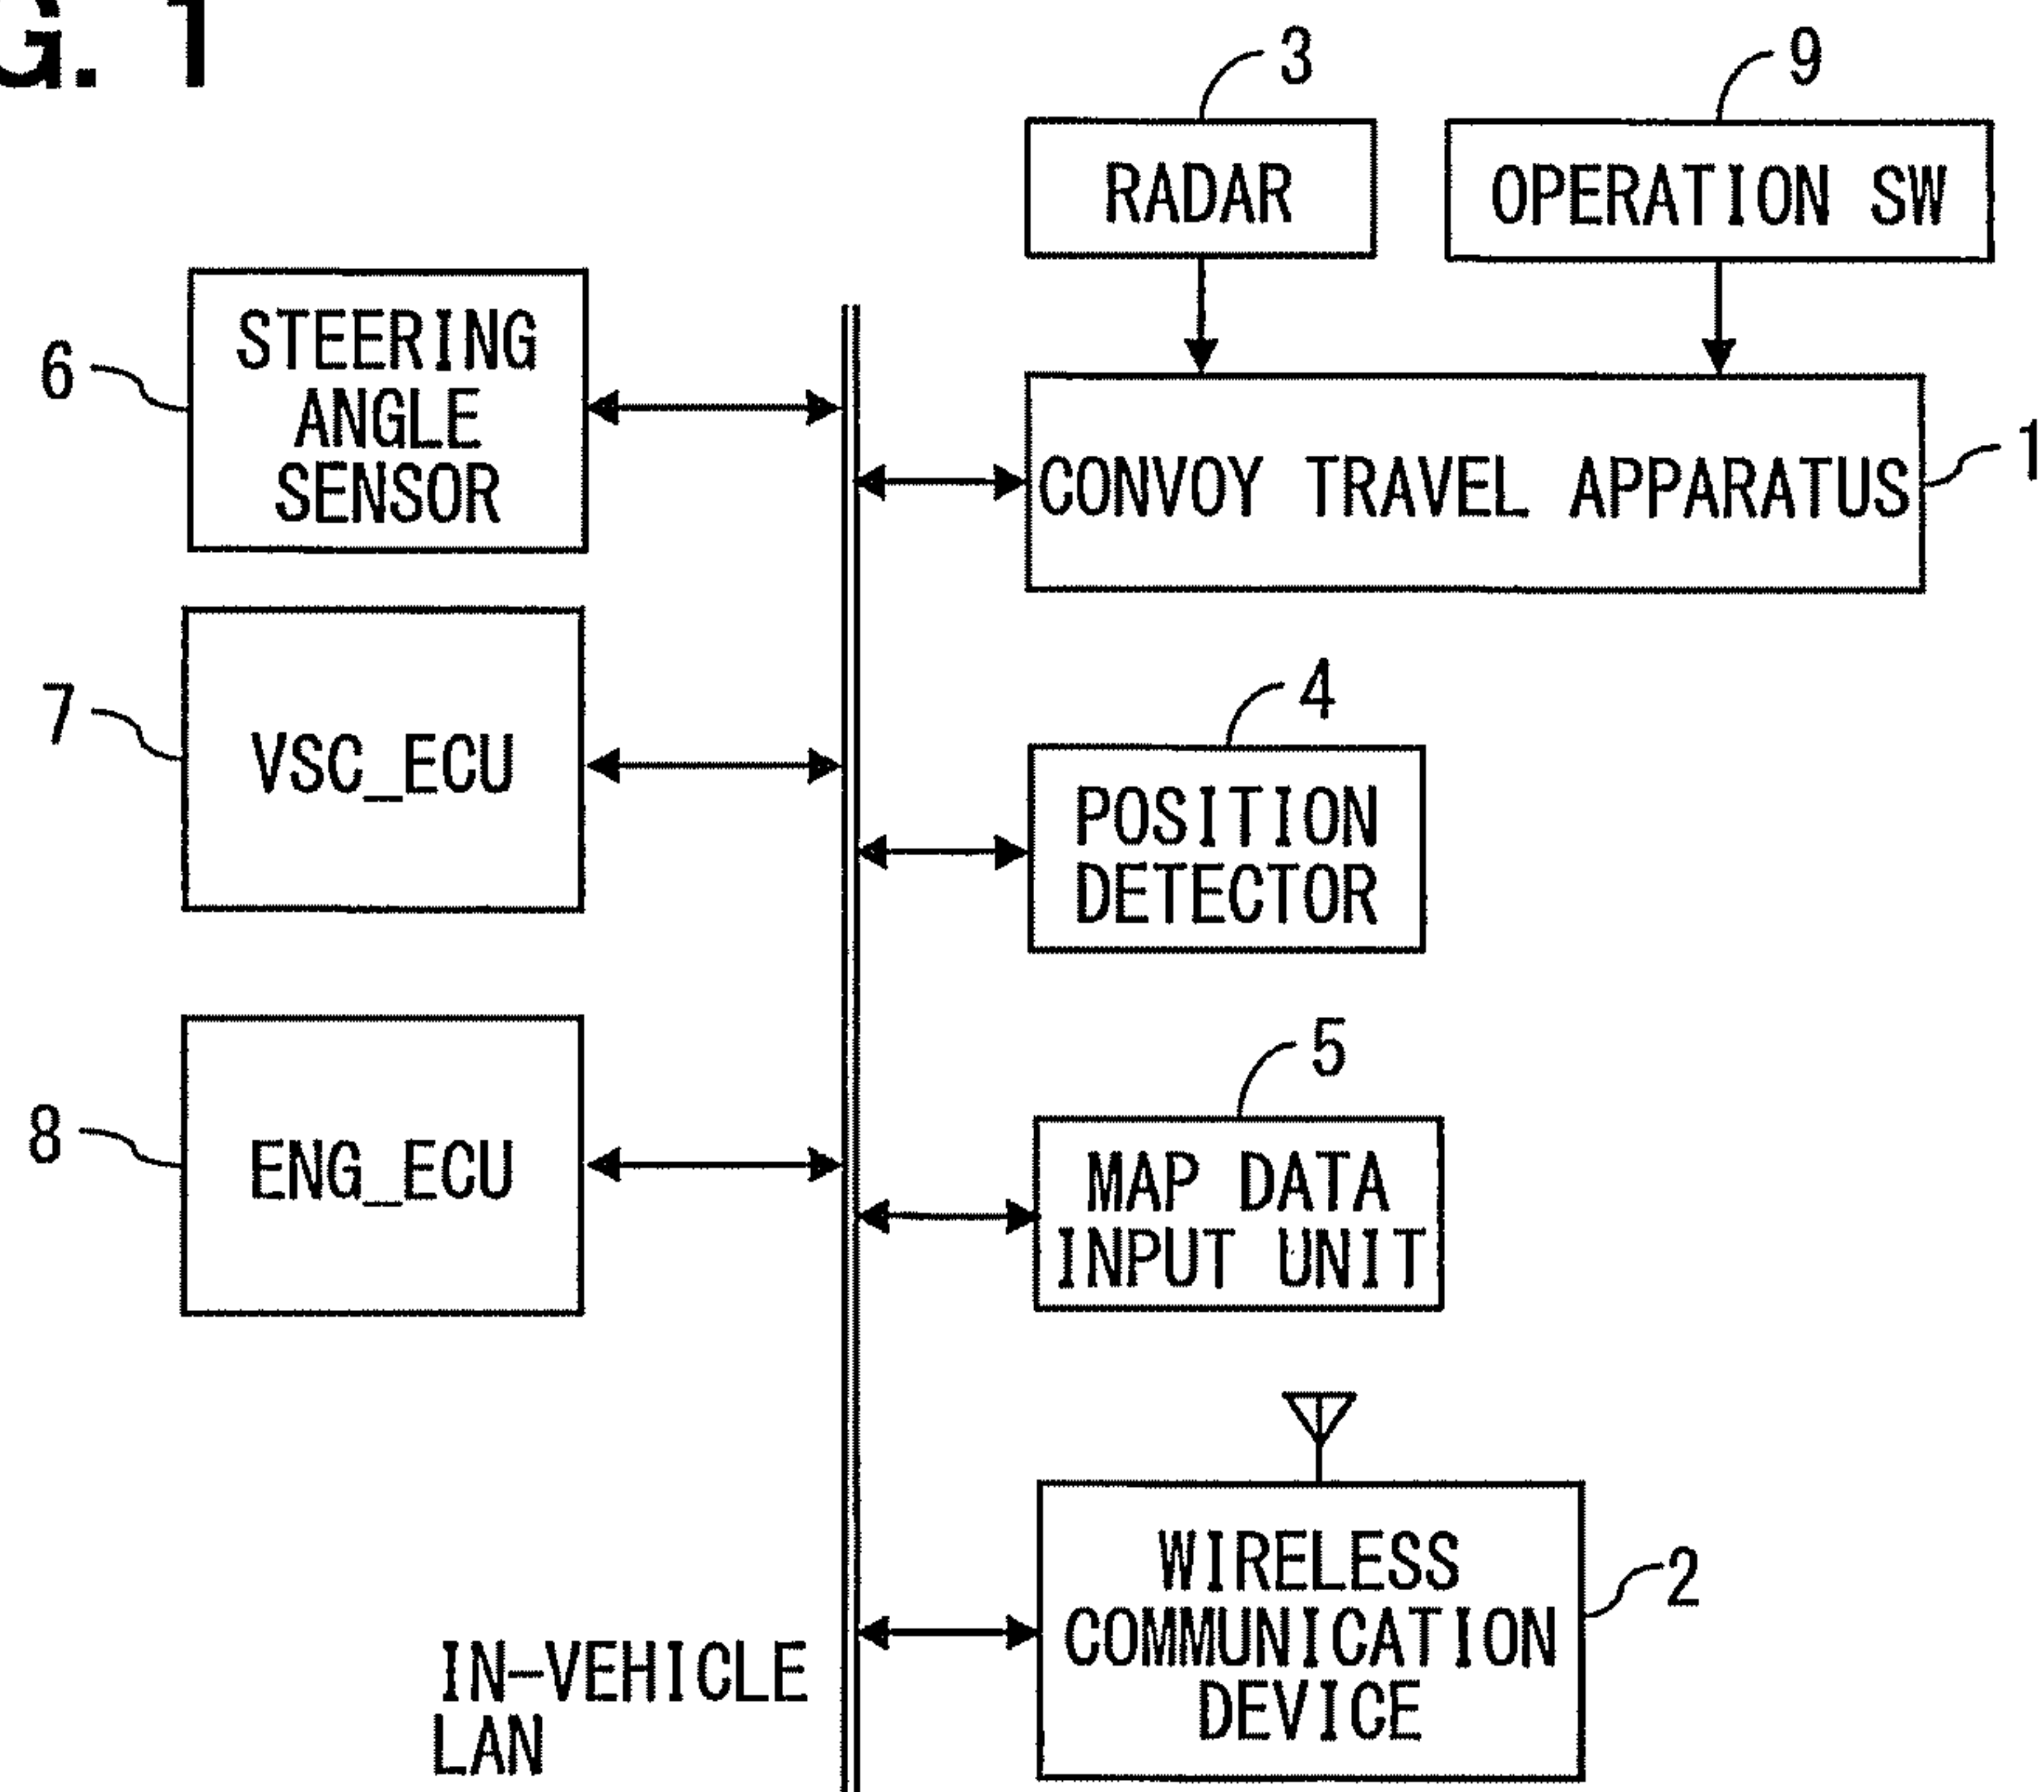 G. 1
3
9
RADAR
OPERATION SW
6
STEERING
ANGLE
SENSOR
CONVOY TRAVEL APPARATUS
1
7
VSC_ECU
4
POSITION
DETECTOR
8
ENG_ECU
5
MAP DATA
INPUT UNIT
WIRELESS
COMMUNICATION
DEVICE
2
IN-VEHICLE
LAN